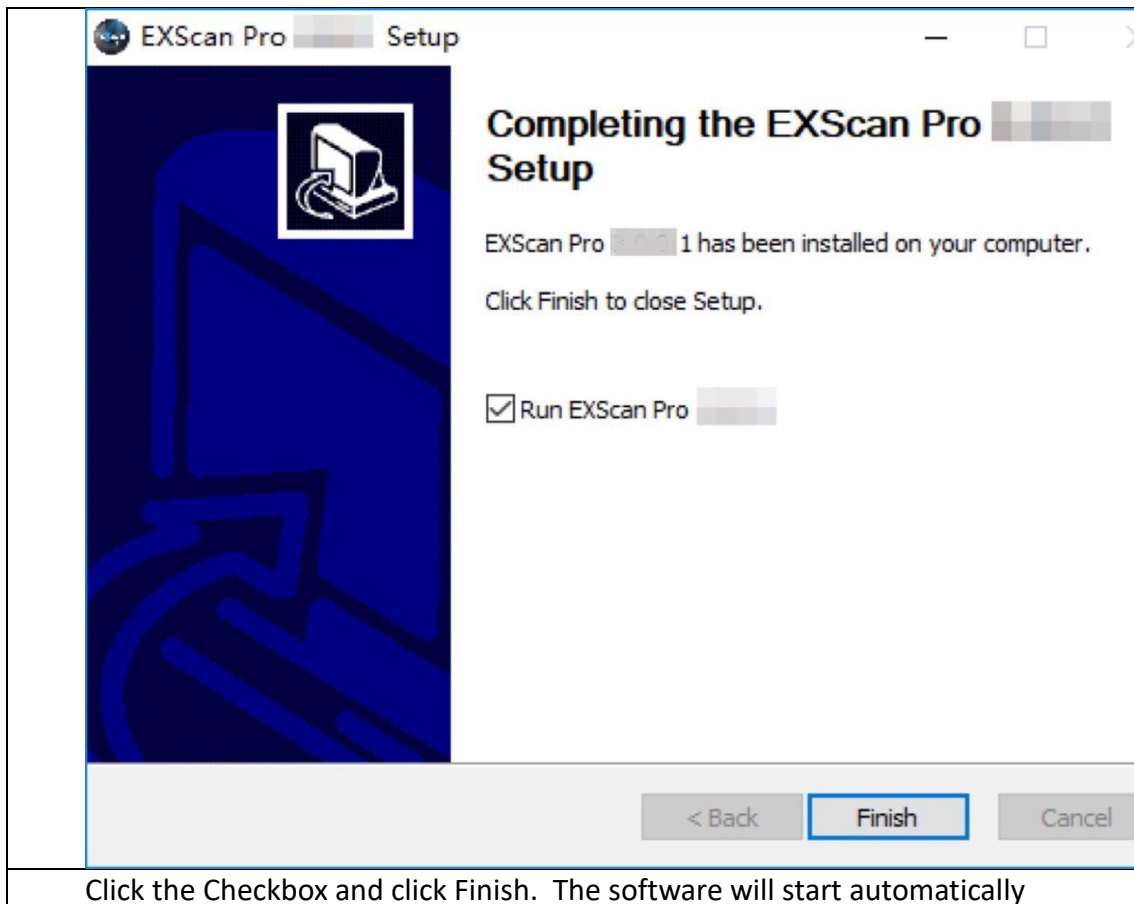 EXScan Pro Setup
Completing the EXScan Pro
Setup
EXScan Pro 1 has been installed on your computer.
Click Finish to close Setup.
Run EXScan Pro
< Back Finish Cancel
Click the Checkbox and click Finish. The software will start automatically